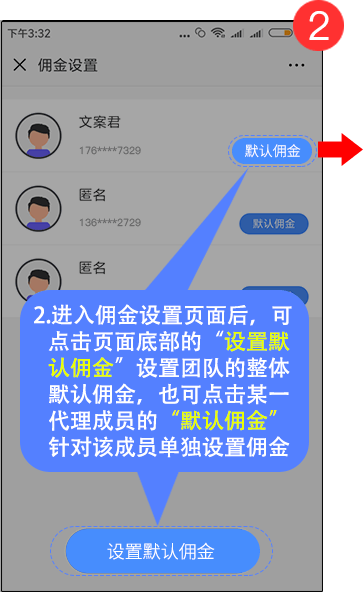 下午3:32
2
佣金设置
文案君
176****7329
默认佣金
匿名
136****2729
默认佣金
匿名
2.进入佣金设置页面后，可
点击页面底部的“设置默
认佣金”设置团队的整体
默认佣金，也可点击某一
代理成员的“默认佣金”
针对该成员单独设置佣金
设置默认佣金